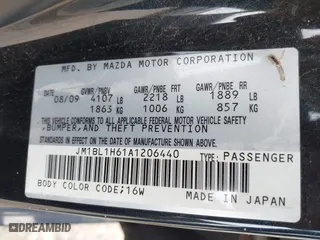 MFD. BY MAZDA MOTOR CORPORATION
GVWR/PNBV GAWR/PNBE FRT GAWR/PNBE RR
08/09 4107 LB 2218 LB 1889 LB
1863 KG 1006 KG 857 KG
THIS VEHICLE CONFORMS TO ALL APPLICABLE FEDERAL MOTOR VEHICLE SAFETY
,BUMPER,AND THEFT PREVENTION
STANDARDS IN EFFECT ON THE DATE OF MANUFACTURE SHOWN ABOVE.
JM1BL1H61A1206440 TYPE:PASSENGER
BODY COLOR CODE;16W MADE IN JAPAN
DREAMBID
dreambid.com